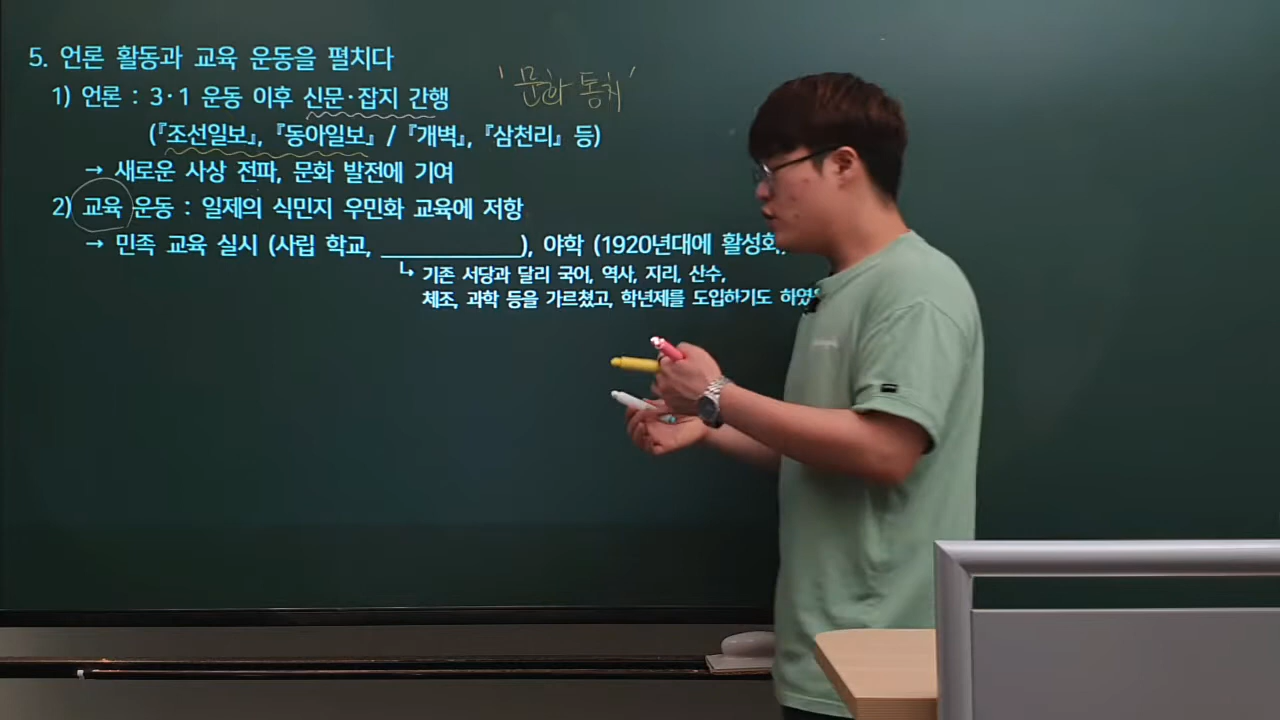 5. 언론 활동과 교육 운동을 펼치다
1) 언론 : 3·1 운동 이후 신문·잡지 간행
'문화 통치'
(『조선일보』, 『동아일보』 / 『개벽』, 『삼천리』 등)
→ 새로운 사상 전파, 문화 발전에 기여
2) 교육 운동 : 일제의 식민지 우민화 교육에 저항
→ 민족 교육 실시 (사립 학교, ____________), 야학 (1920년대에 활성화,
↳ 기존 서당과 달리 국어, 역사, 지리, 산수,
체조, 과학 등을 가르쳤고, 학년제를 도입하기도 하였